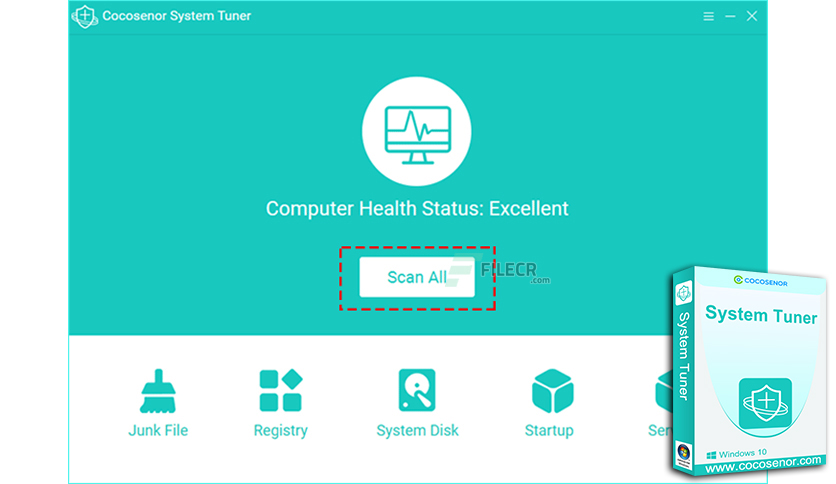 Cocosenor System Tuner
Computer Health Status: Excellent
Scan All
FILECR
.com
Junk File
Registry
System Disk
Startup
Ser
COCOSENOR
System Tuner
System Tuner
Windows 10
www.cocosenor.com